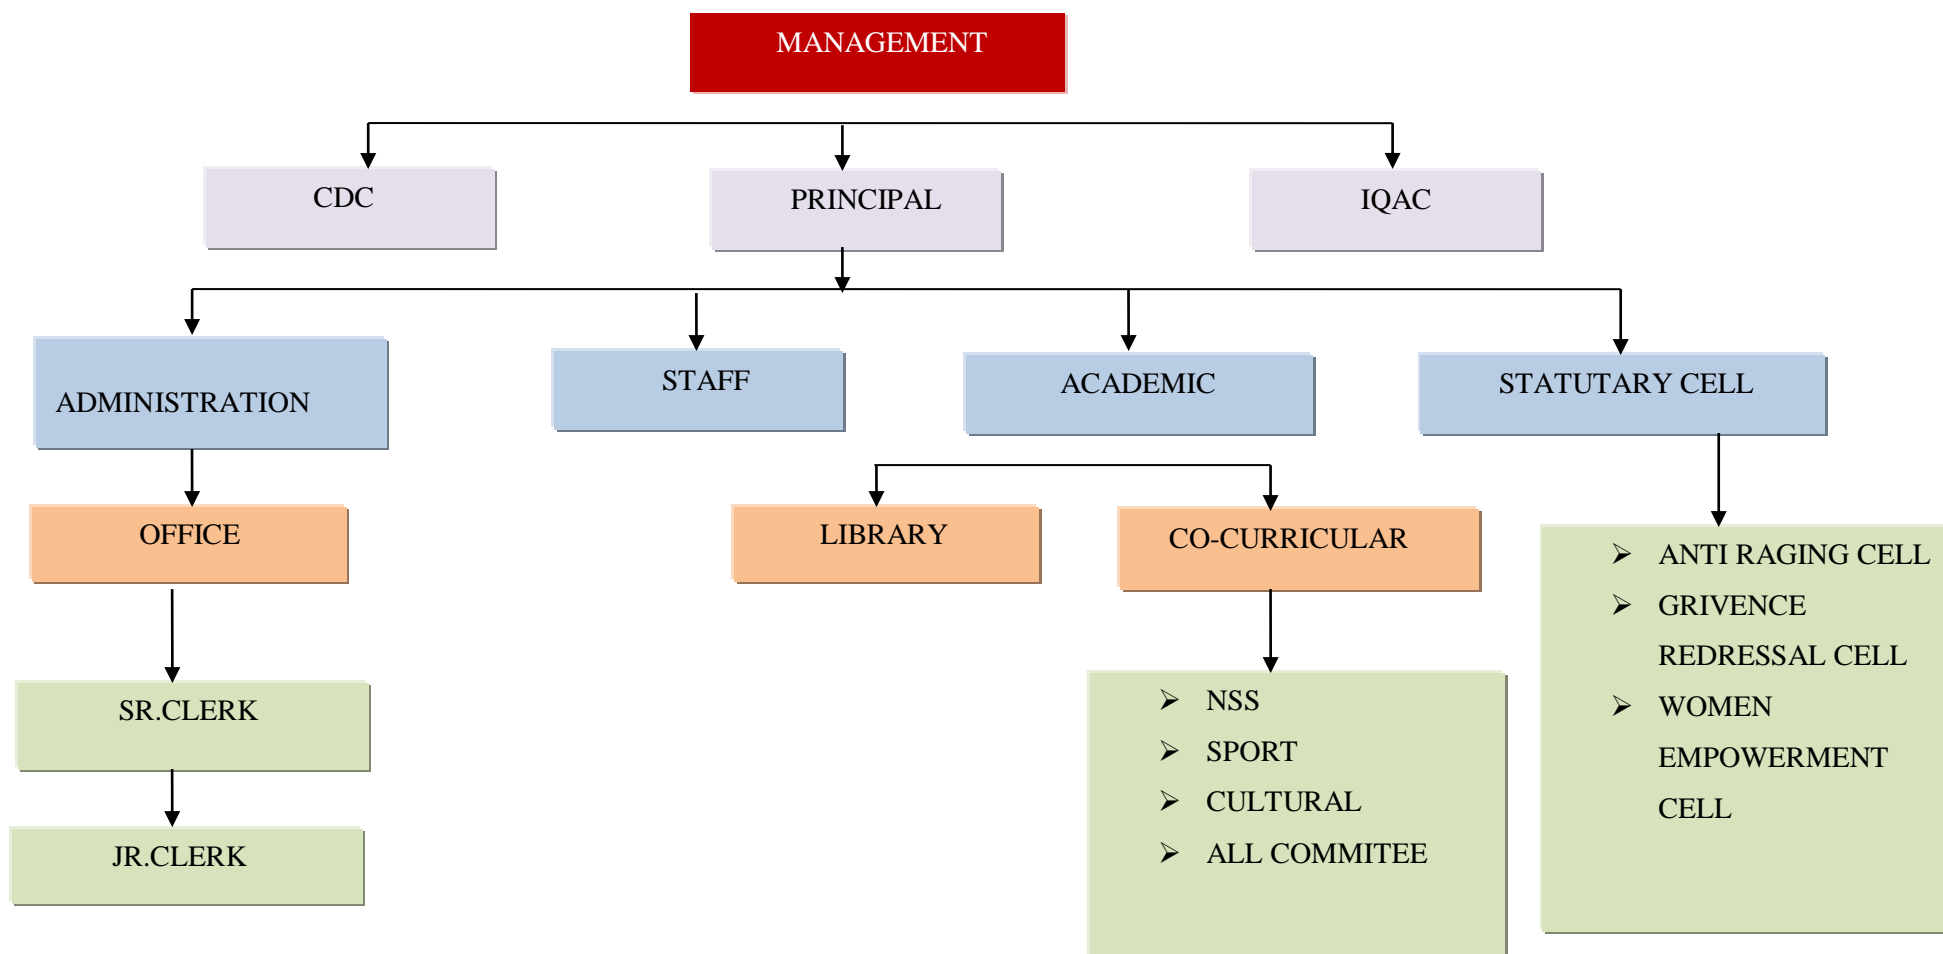 MANAGEMENT
CDC
PRINCIPAL
IQAC
ADMINISTRATION
STAFF
ACADEMIC
STATUTARY CELL
OFFICE
LIBRARY
CO-CURRICULAR
SR.CLERK
JR.CLERK
➢ NSS
➢ SPORT
➢ CULTURAL
➢ ALL COMMITEE
➢ ANTI RAGING CELL
➢ GRIVENCE
REDRESSAL CELL
➢ WOMEN
EMPOWERMENT
CELL